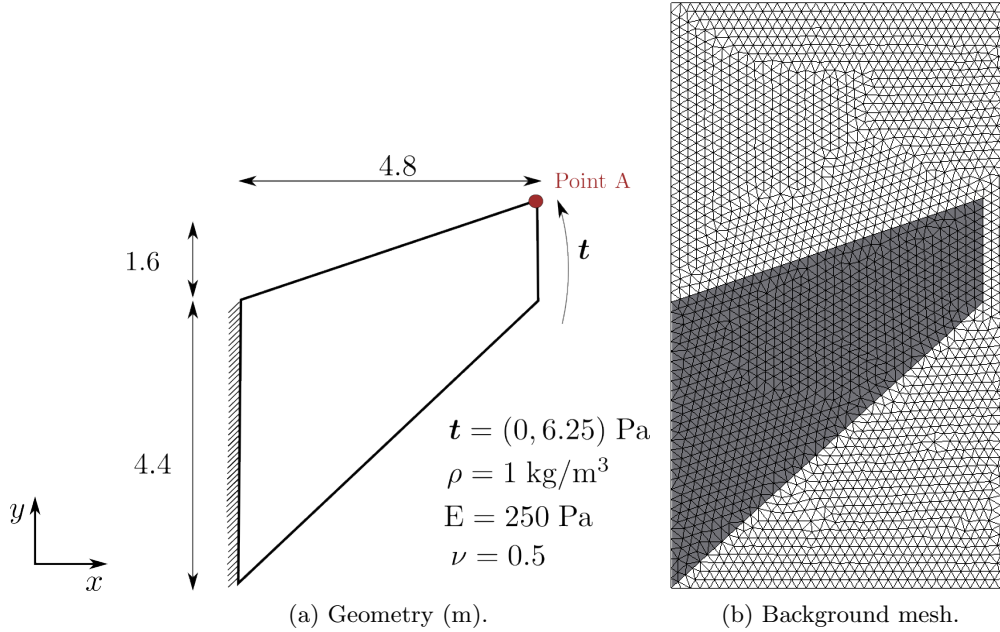 4.8
Point A
1.6
t
4.4
t = (0, 6.25) Pa
ρ = 1 kg/m³
E = 250 Pa
ν = 0.5
y
x
(a) Geometry (m).
(b) Background mesh.